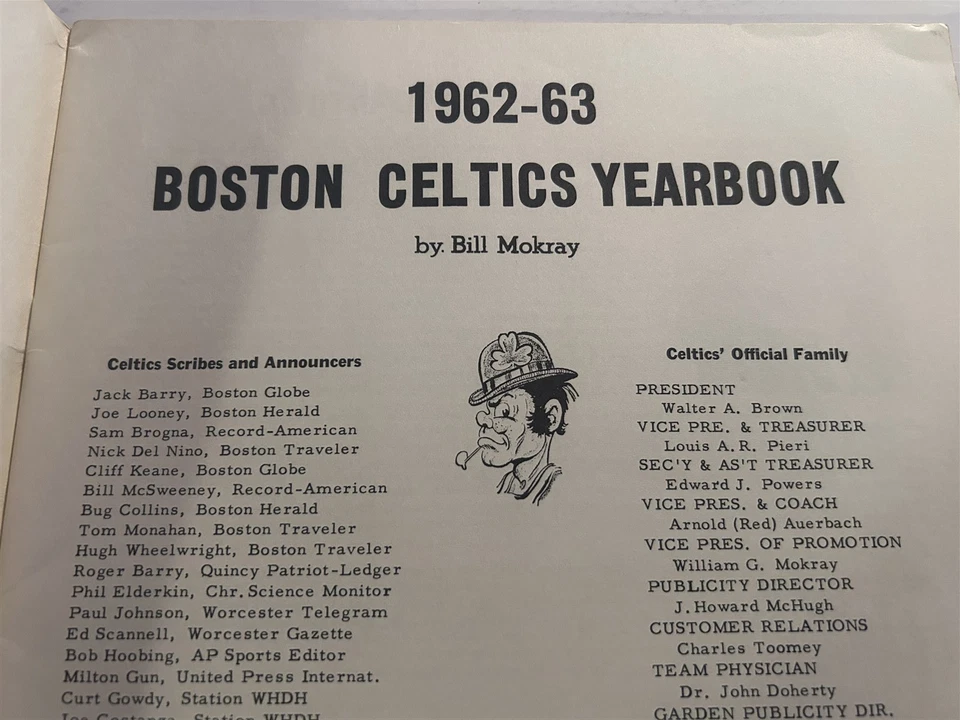 1962-63
BOSTON CELTICS YEARBOOK
by. Bill Mokray
Celtics Scribes and Announcers
Jack Barry, Boston Globe
Joe Looney, Boston Herald
Sam Brogna, Record-American
Nick Del Nino, Boston Traveler
Cliff Keane, Boston Globe
Bill McSweeney, Record-American
Bug Collins, Boston Herald
Tom Monahan, Boston Traveler
Hugh Wheelwright, Boston Traveler
Roger Barry, Quincy Patriot-Ledger
Phil Elderkin, Chr. Science Monitor
Paul Johnson, Worcester Telegram
Ed Scannell, Worcester Gazette
Bob Hoobing, AP Sports Editor
Milton Gun, United Press Internat.
Curt Gowdy, Station WHDH
Station WHDH
Celtics' Official Family
PRESIDENT
Walter A. Brown
VICE PRE. & TREASURER
Louis A.R. Pieri
SEC'Y & AS'T TREASURER
Edward J. Powers
VICE PRES. & COACH
Arnold (Red) Auerbach
VICE PRES. OF PROMOTION
William G. Mokray
PUBLICITY DIRECTOR
J. Howard McHugh
CUSTOMER RELATIONS
Charles Toomey
TEAM PHYSICIAN
Dr. John Doherty
GARDEN PUBLICITY DIR.